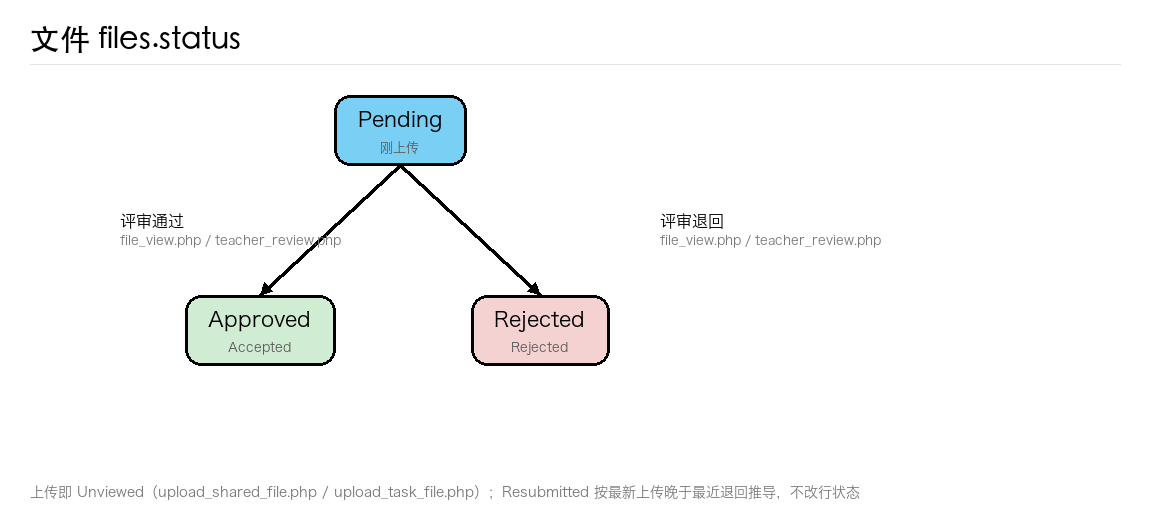 文件 files.status
Pending
刚上传
评审通过
file_view.php / teacher_review.php
评审退回
file_view.php / teacher_review.php
Approved
Accepted
Rejected
Rejected
上传即 Unviewed（upload_shared_file.php / upload_task_file.php）；Resubmitted 按最新上传晚于最近退回推导，不改行状态